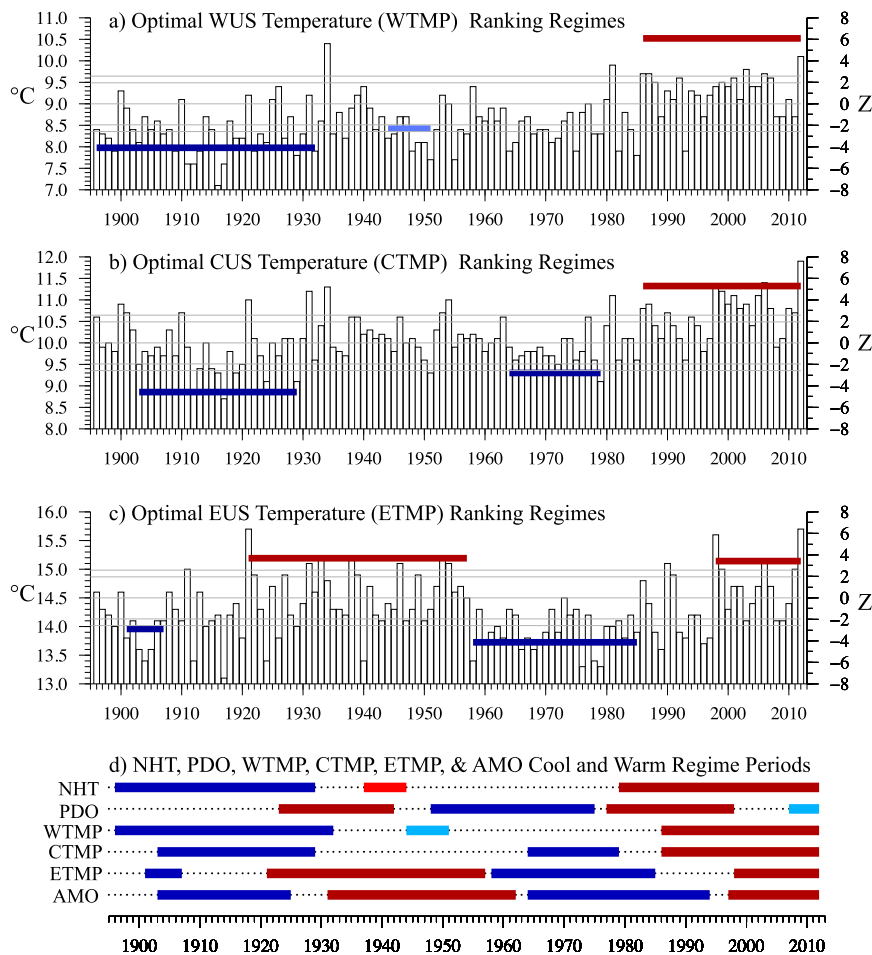 a) Optimal WUS Temperature (WTMP)  Ranking Regimes
11.0
10.5
10.0
9.5
9.0
8.5
8.0
7.5
7.0
°C
8
6
4
2
0
−2
−4
−6
−8
Z
1900 1910 1920 1930 1940 1950 1960 1970 1980 1990 2000 2010
b) Optimal CUS Temperature (CTMP)  Ranking Regimes
12.0
11.5
11.0
10.5
10.0
9.5
9.0
8.5
8.0
°C
8
6
4
2
0
−2
−4
−6
−8
Z
1900 1910 1920 1930 1940 1950 1960 1970 1980 1990 2000 2010
c) Optimal EUS Temperature (ETMP) Ranking Regimes
16.0
15.5
15.0
14.5
14.0
13.5
13.0
°C
8
6
4
2
0
−2
−4
−6
−8
Z
1900 1910 1920 1930 1940 1950 1960 1970 1980 1990 2000 2010
d) NHT, PDO, WTMP, CTMP, ETMP, & AMO Cool and Warm Regime Periods
NHT
PDO
WTMP
CTMP
ETMP
AMO
1900 1910 1920 1930 1940 1950 1960 1970 1980 1990 2000 2010